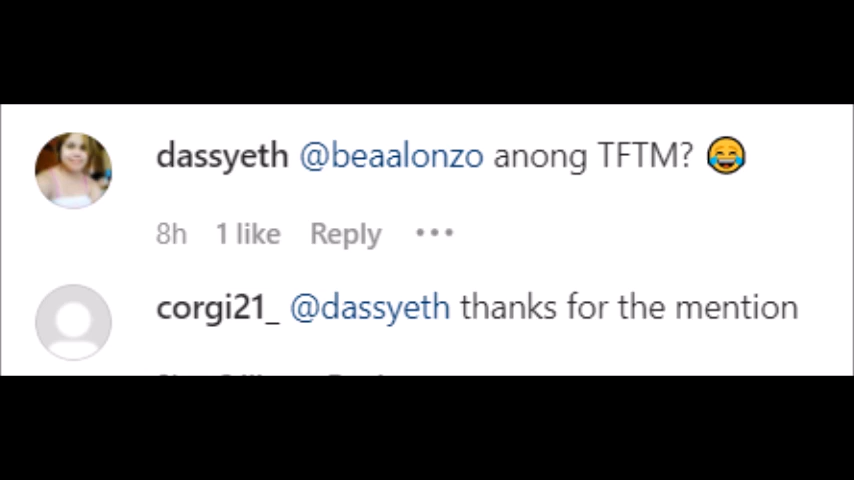 dassyeth @beaalonzo anong TFTM? 😂
8h 1 like Reply •••
corgi21_ @dassyeth thanks for the mention